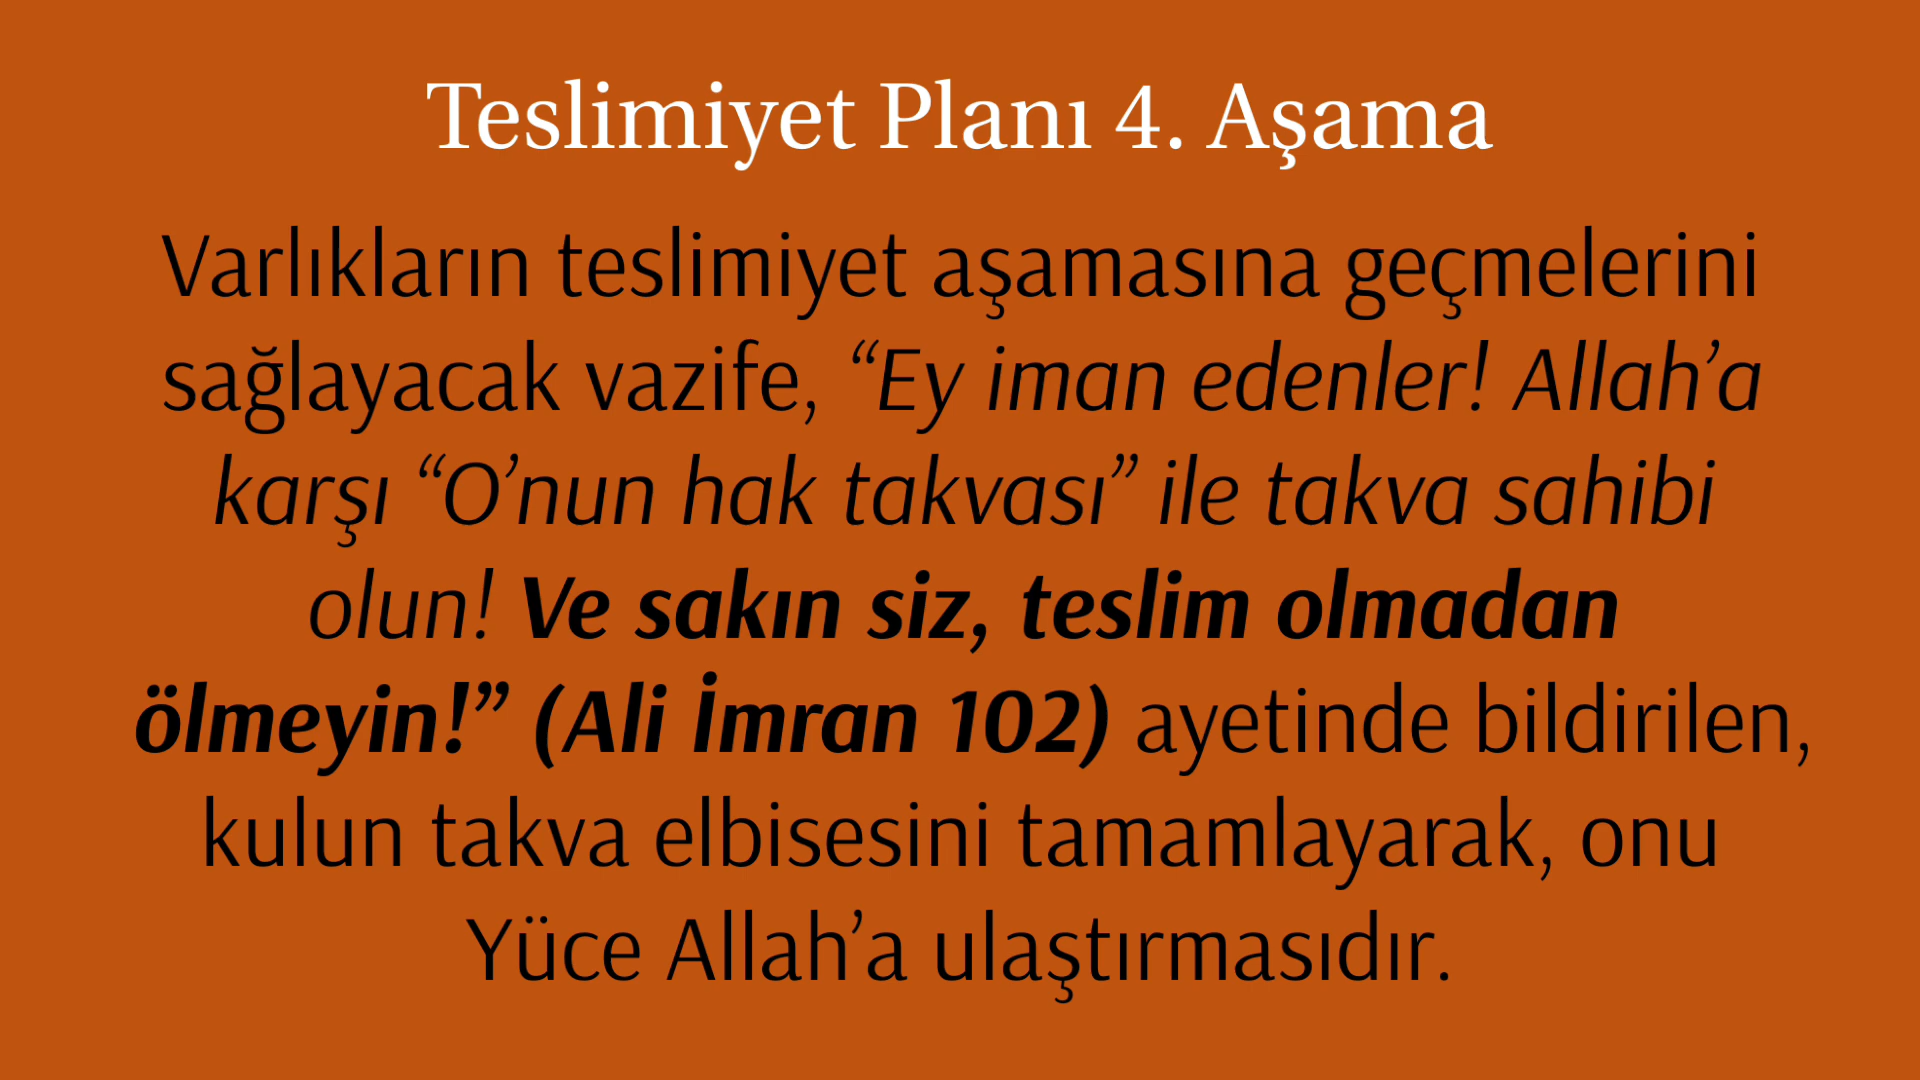 Teslimiyet Planı 4. Aşama
Varlıkların teslimiyet aşamasına geçmelerini
sağlayacak vazife, “Ey iman edenler! Allah’a
karşı “O’nun hak takvası” ile takva sahibi
olun! Ve sakın siz, teslim olmadan
ölmeyin!” (Ali İmran 102) ayetinde bildirilen,
kulun takva elbisesini tamamlayarak, onu
Yüce Allah’a ulaştırmasıdır.